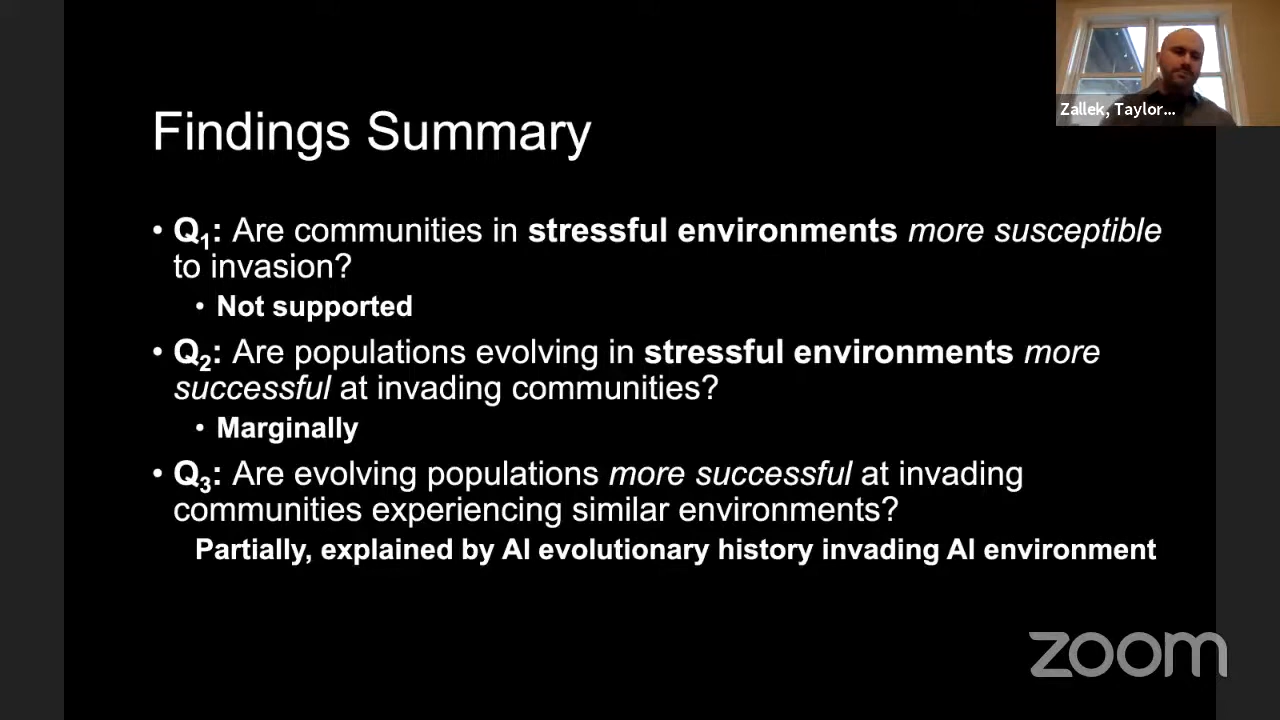 Zallek, Taylor...
Findings Summary
• Q1: Are communities in stressful environments more susceptible
to invasion?
• Not supported
• Q2: Are populations evolving in stressful environments more
successful at invading communities?
• Marginally
• Q3: Are evolving populations more successful at invading
communities experiencing similar environments?
Partially, explained by Al evolutionary history invading Al environment
zoom